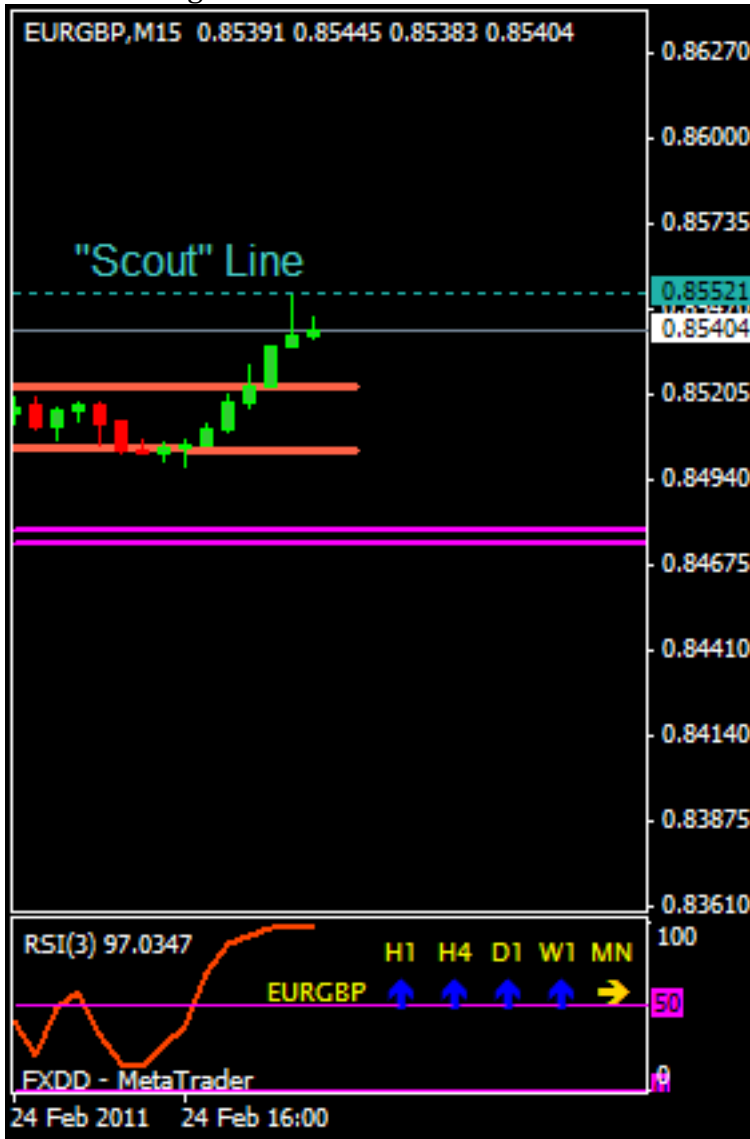 EURGBP,M15 0.85391 0.85445 0.85383 0.85404
0.86270
0.86000
0.85735
"Scout" Line
0.85521
0.85404
0.85205
0.84940
0.84675
0.84410
0.84140
0.83875
0.83610
RSI(3) 97.0347
100
H1 H4 D1 W1 MN
EURGBP
50
0
FXDD - MetaTrader
24 Feb 2011 24 Feb 16:00